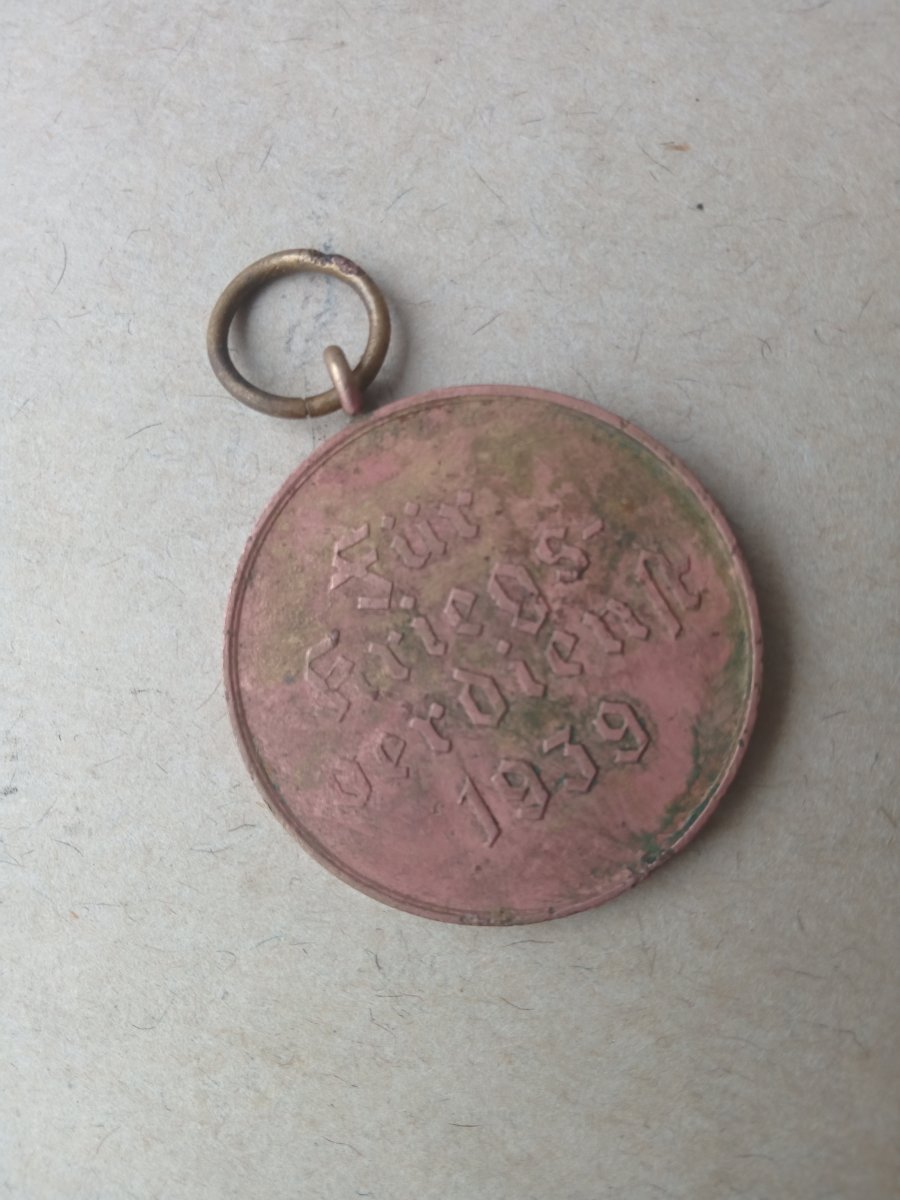 Für
Kriegs
verdienst
1939